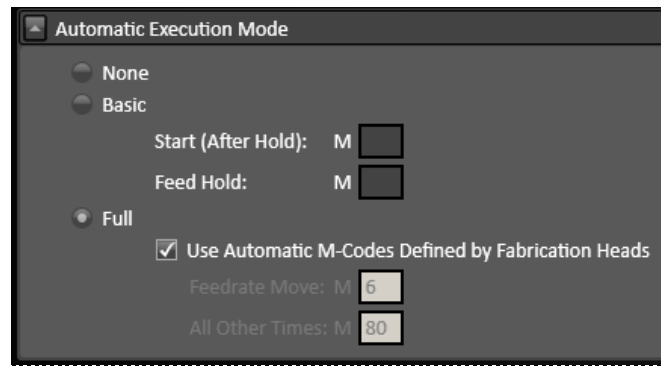 Automatic Execution Mode
None
Basic
Start (After Hold): M
Feed Hold: M
Full
Use Automatic M-Codes Defined by Fabrication Heads
Feedrate Move: M 6
All Other Times: M 80